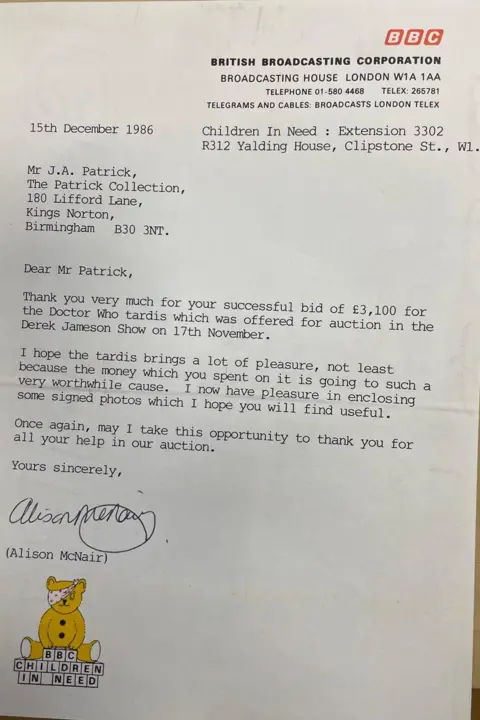 BBC
BRITISH BROADCASTING CORPORATION
BROADCASTING HOUSE LONDON W1A 1AA
TELEPHONE 01-580 4468 TELEX: 265781
TELEGRAMS AND CABLES: BROADCASTS LONDON TELEX
15th December 1986
Children In Need : Extension 3302
R312 Yalding House, Clipstone St., W1.
Mr J.A. Patrick,
The Patrick Collection,
180 Lifford Lane,
Kings Norton,
Birmingham B30 3NT.
Dear Mr Patrick,
Thank you very much for your successful bid of £3,100 for
the Doctor Who tardis which was offered for auction in the
Derek Jameson Show on 17th November.
I hope the tardis brings a lot of pleasure, not least
because the money which you spent on it is going to such a
very worthwhile cause. I now have pleasure in enclosing
some signed photos which I hope you will find useful.
Once again, may I take this opportunity to thank you for
all your help in our auction.
Yours sincerely,
Alison McNair
(Alison McNair)
BBC
CHILDREN
IN NEED